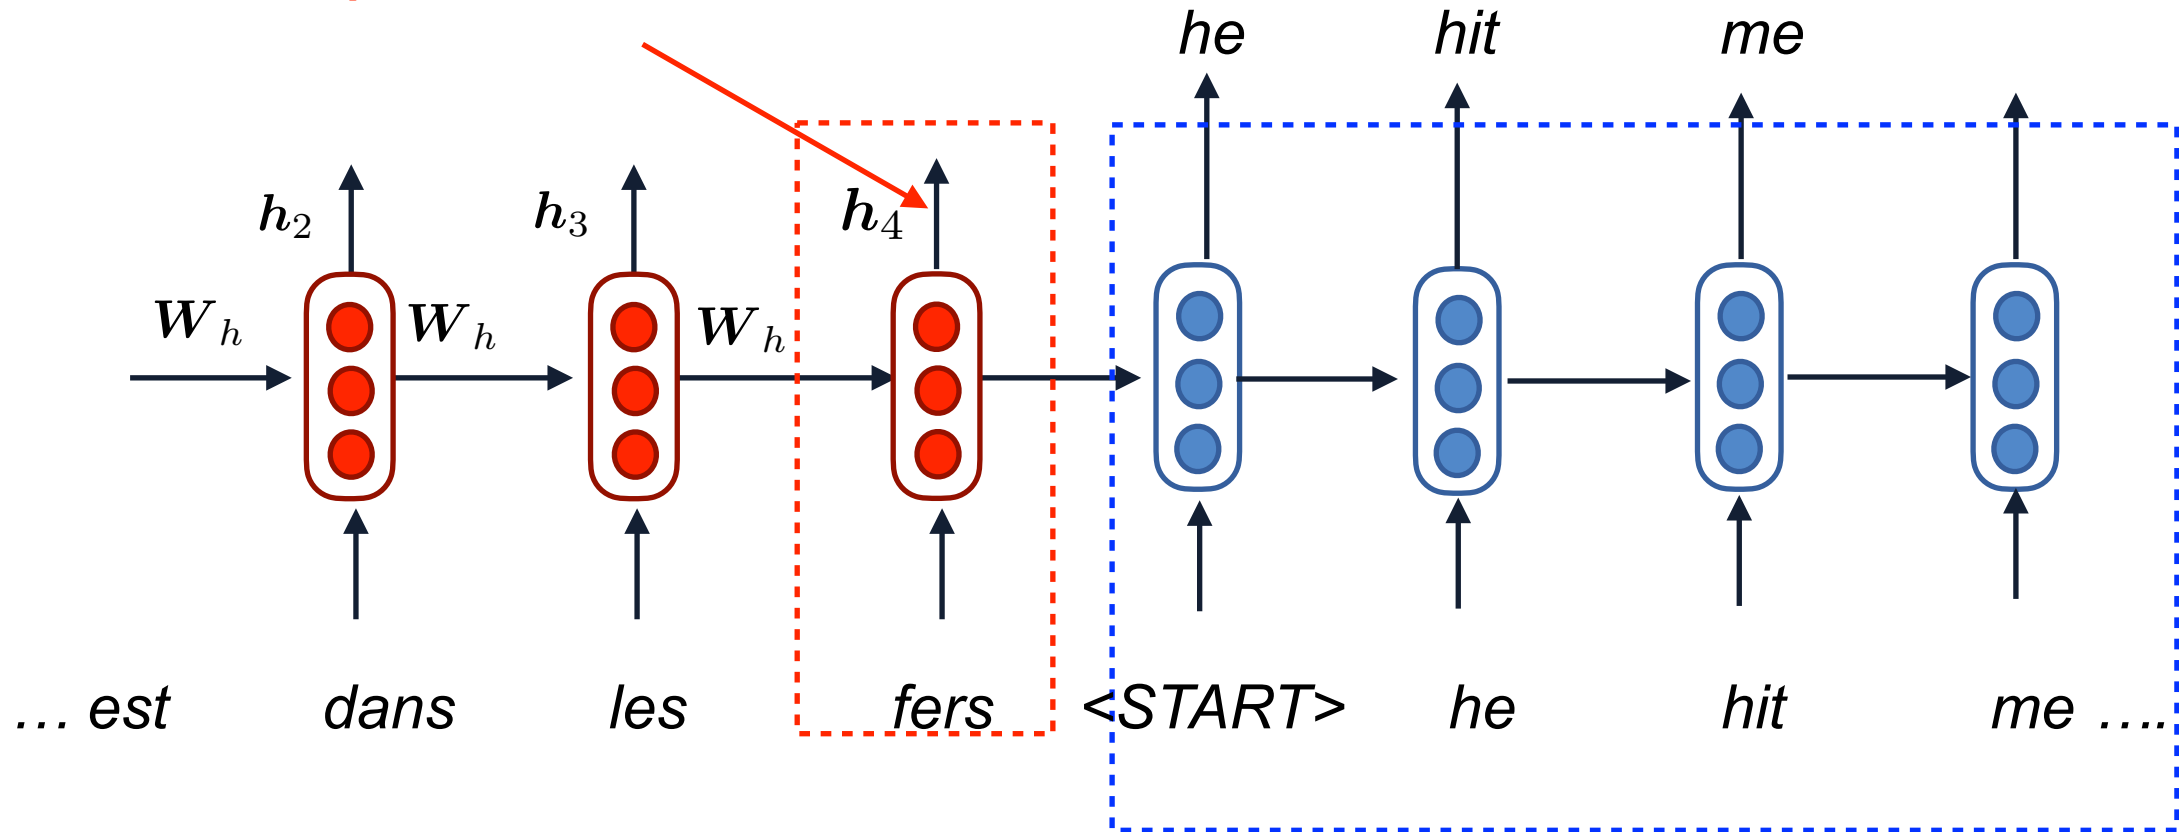 he hit me
h2 h3 h4
Wh Wh Wh
… est dans les fers <START> he hit me ….